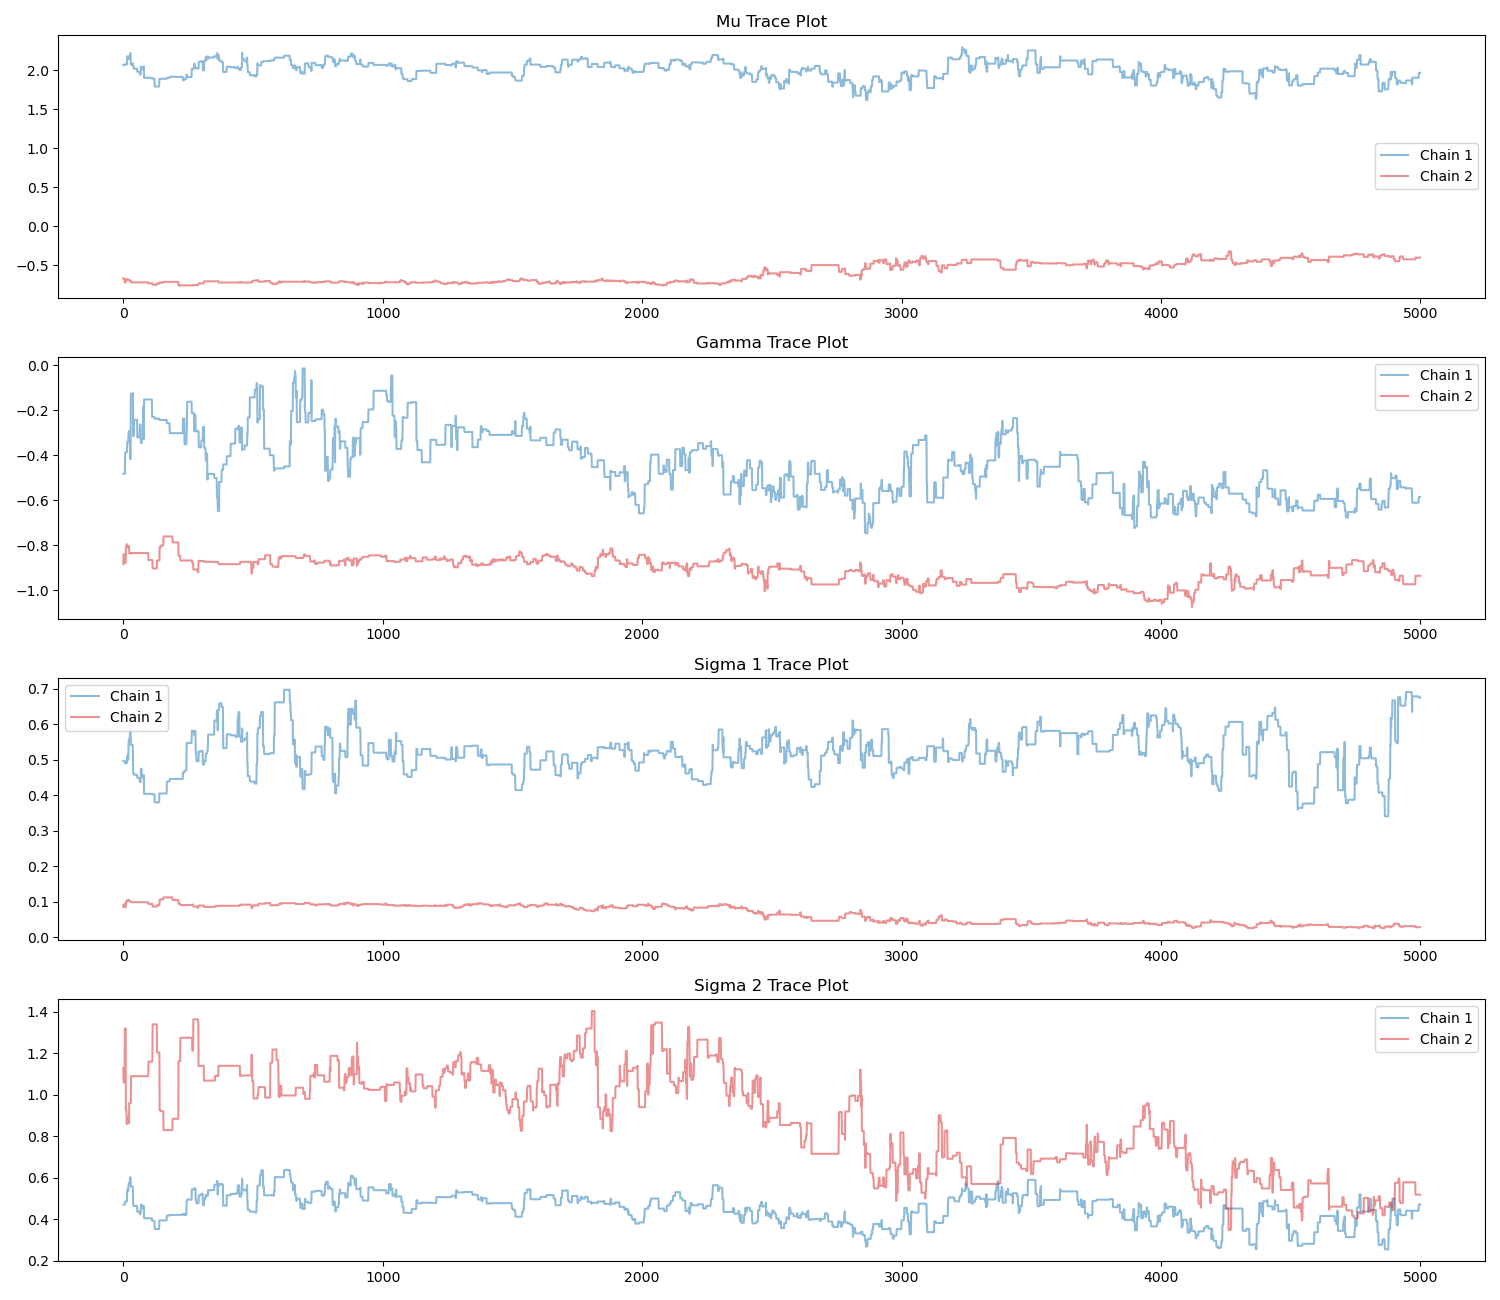 Mu Trace Plot
2.0
1.5
1.0
0.5
0.0
−0.5
Chain 1
Chain 2
0 1000 2000 3000 4000 5000
Gamma Trace Plot
0.0
−0.2
−0.4
−0.6
−0.8
−1.0
Chain 1
Chain 2
0 1000 2000 3000 4000 5000
Sigma 1 Trace Plot
0.7
0.6
0.5
0.4
0.3
0.2
0.1
0.0
Chain 1
Chain 2
0 1000 2000 3000 4000 5000
Sigma 2 Trace Plot
1.4
1.2
1.0
0.8
0.6
0.4
0.2
Chain 1
Chain 2
0 1000 2000 3000 4000 5000